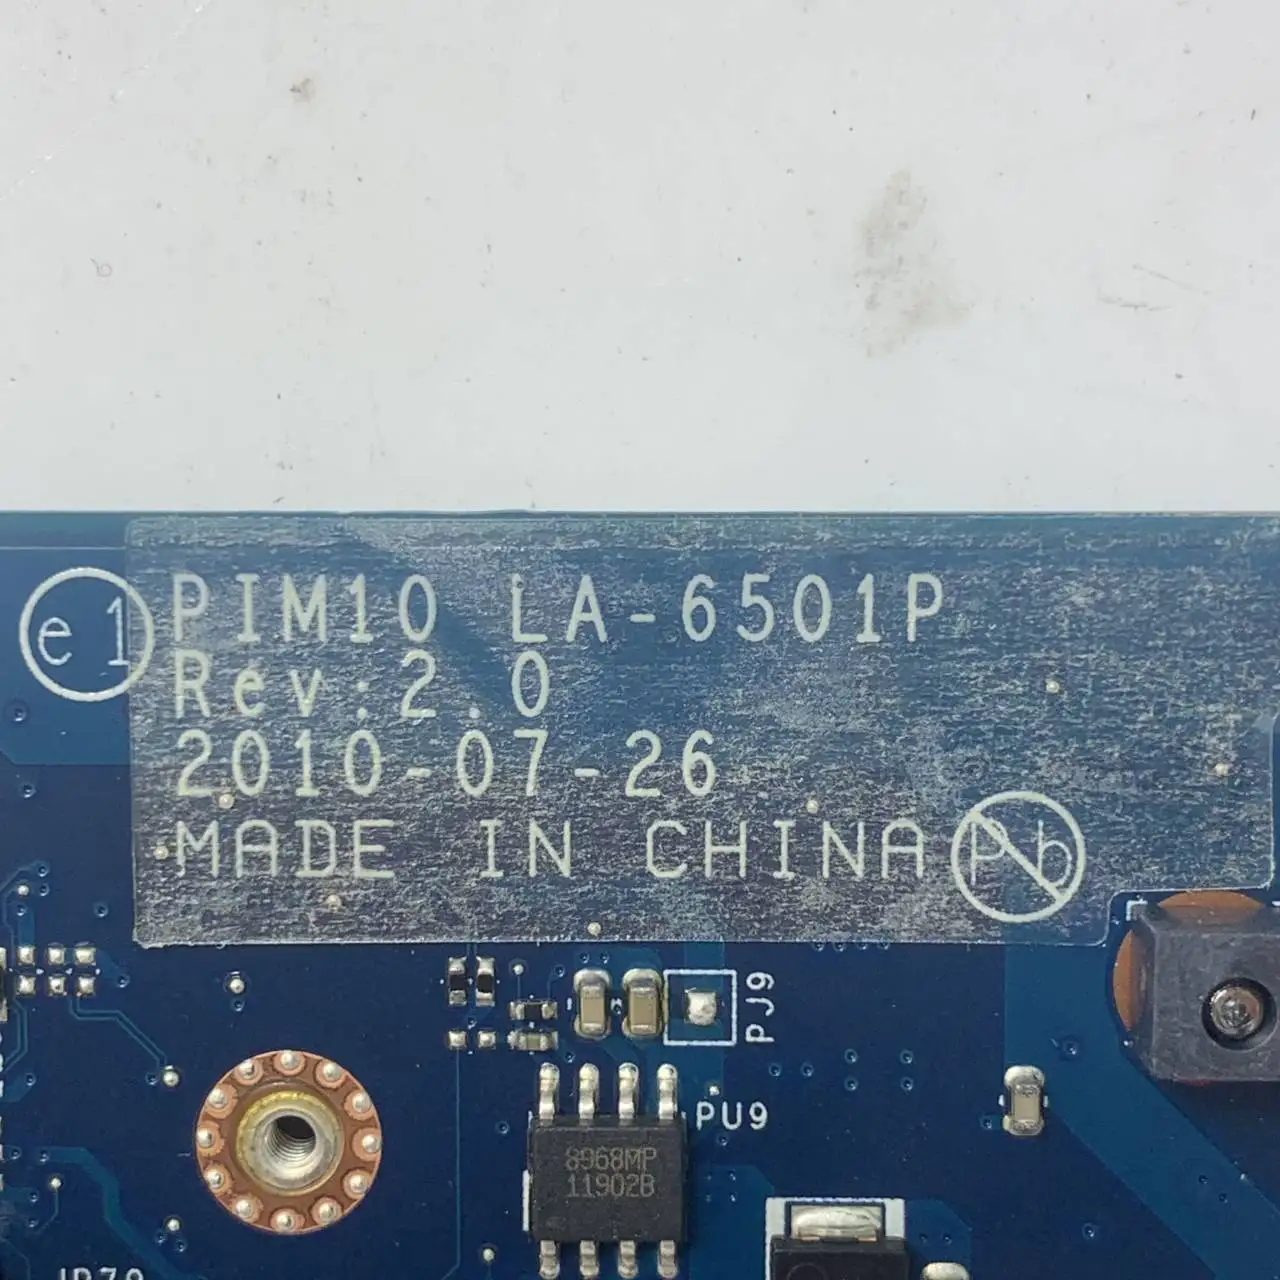 e1
PIM10 LA-6501P
Rev:2.0
2010-07-26
MADE IN CHINA Pb
PJ9
PU9
8968MP
11902B